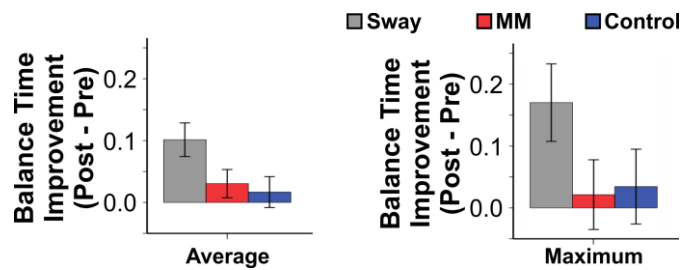 Sway MM Control
Balance Time
Improvement
(Post - Pre)
0.2
0.1
0.0
Average
Balance Time
Improvement
(Post - Pre)
0.2
0.1
0.0
Maximum